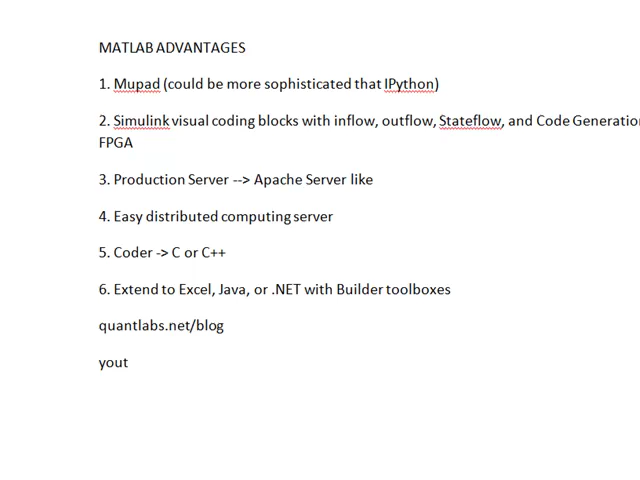 MATLAB ADVANTAGES
1. Mupad (could be more sophisticated that IPython)
2. Simulink visual coding blocks with inflow, outflow, Stateflow, and Code Generation
FPGA
3. Production Server --> Apache Server like
4. Easy distributed computing server
5. Coder -> C or C++
6. Extend to Excel, Java, or .NET with Builder toolboxes
quantlabs.net/blog
yout